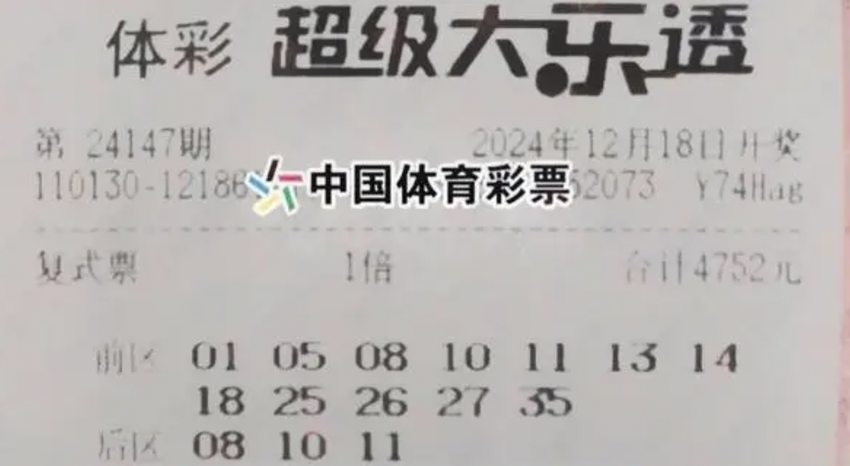 体彩 超级大乐透
第 24147期 2024年12月18日开奖
110130-12186 中国体育彩票 52073 Y74Hag
复式票 1倍 合计4752元
前区 01 05 08 10 11 13 14
18 25 26 27 35
后区 08 10 11